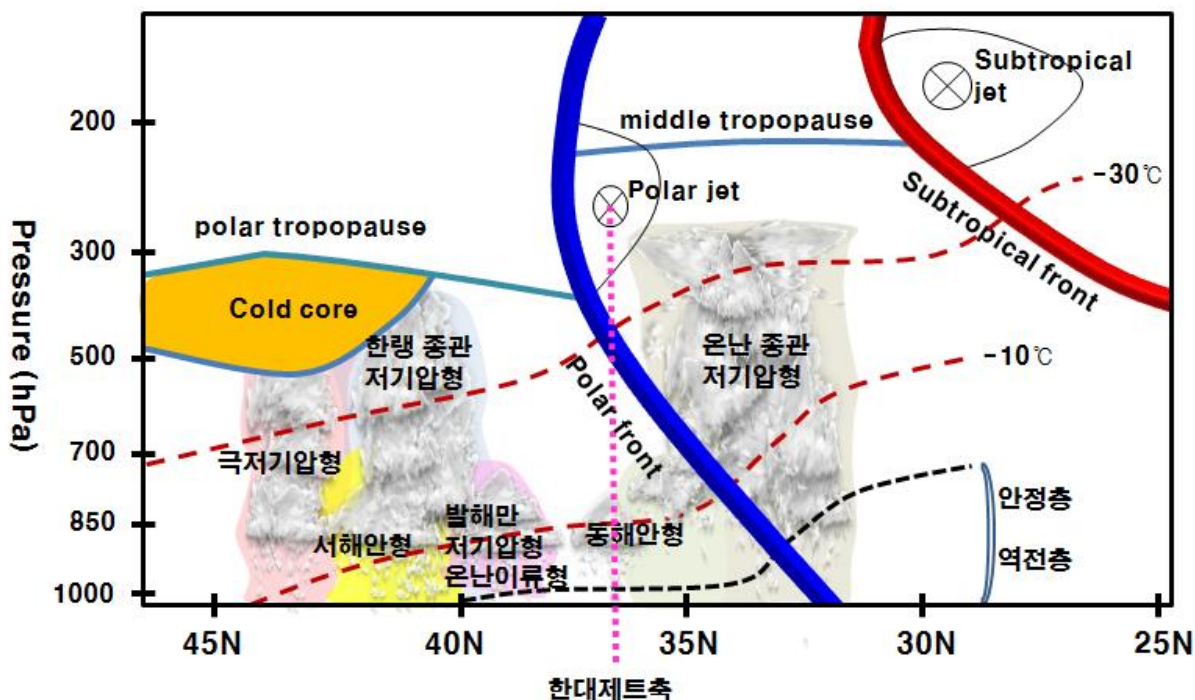 Subtropical
jet
middle tropopause
200
-30℃
Polar jet
Subtropical front
polar tropopause
300
Pressure (hPa)
Cold core
한랭 종관
저기압형
온난 종관
저기압형
500
-10℃
Polar front
700
극저기압형
안정층
850
발해만
저기압형
온난이류형
서해안형
동해안형
역전층
1000
45N
40N
35N
30N
25N
한대제트축